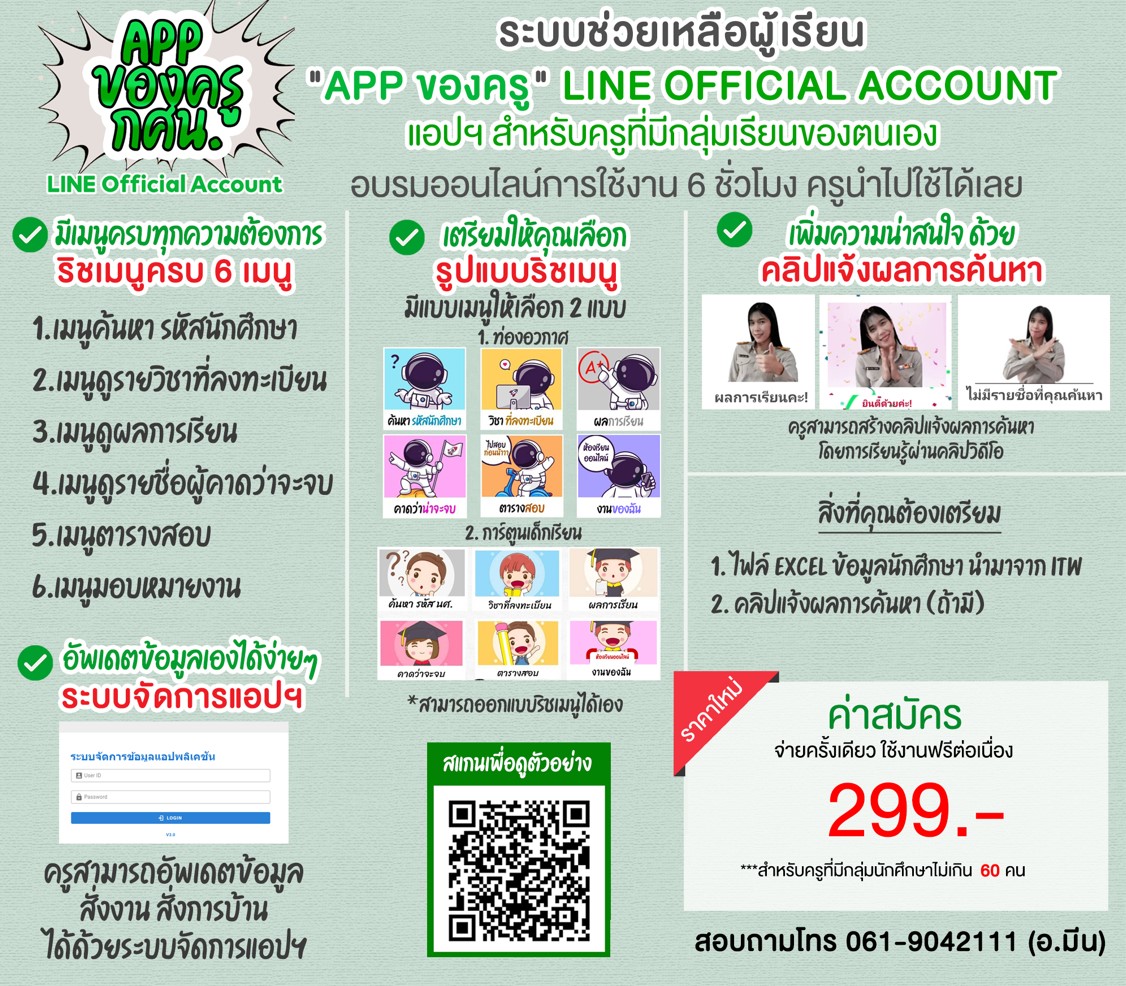 APP
ของครู
กศน.
LINE Official Account
ระบบช่วยเหลือผู้เรียน
"APP ของครู" LINE OFFICIAL ACCOUNT
แอปฯ สำหรับครูที่มีกลุ่มเรียนของตนเอง
อบรมออนไลน์การใช้งาน 6 ชั่วโมง ครูนำไปใช้ได้เลย
มีเมนูครบทุกความต้องการ
ริชเมนูครบ 6 เมนู
1.เมนูค้นหา รหัสนักศึกษา
2.เมนูดูรายวิชาที่ลงทะเบียน
3.เมนูดูผลการเรียน
4.เมนูดูรายชื่อผู้คาดว่าจะจบ
5.เมนูตารางสอบ
6.เมนูมอบหมายงาน
อัพเดตข้อมูลเองได้ง่ายๆ
ระบบจัดการแอปฯ
ระบบจัดการข้อมูลแอปพลิเคชัน
User ID
Password
LOGIN
ครูสามารถอัพเดตข้อมูล
สั่งงาน สั่งการบ้าน
ได้ด้วยระบบจัดการแอปฯ
เตรียมให้คุณเลือก
รูปแบบริชเมนู
มีแบบเมนูให้เลือก 2 แบบ
1. ท่องอวกาศ
?
A+
ค้นหา รหัสนักศึกษา
วิชา ที่ลงทะเบียน
ผลการเรียน
ไปสอบ
ก่อนน้าา
ห้องเรียน
ออนไลน์
คาดว่าน่าจะจบ
ตารางสอบ
งานของฉัน
2. การ์ตูนเด็กเรียน
???
ค้นหา รหัส นศ.
วิชาที่ลงทะเบียน
ผลการเรียน
ห้องเรียนออนไลน์
คาดว่าจะจบ
ตารางสอบ
งานของฉัน
*สามารถออกแบบริชเมนูได้เอง
สแกนเพื่อดูตัวอย่าง
เพิ่มความน่าสนใจ ด้วย
คลิปแจ้งผลการค้นหา
ผลการเรียนคะ!
ยินดีด้วยค่ะ!
ไม่มีรายชื่อที่คุณค้นหา
ครูสามารถสร้างคลิปแจ้งผลการค้นหา
โดยการเรียนรู้ผ่านคลิปวิดีโอ
สิ่งที่คุณต้องเตรียม
1. ไฟล์ EXCEL ข้อมูลนักศึกษา นำมาจาก ITW
2. คลิปแจ้งผลการค้นหา (ถ้ามี)
ราคาใหม่
ค่าสมัคร
จ่ายครั้งเดียว ใช้งานฟรีต่อเนื่อง
299.-
***สำหรับครูที่มีกลุ่มนักศึกษาไม่เกิน 60 คน
สอบถามโทร 061-9042111 (อ.มีน)